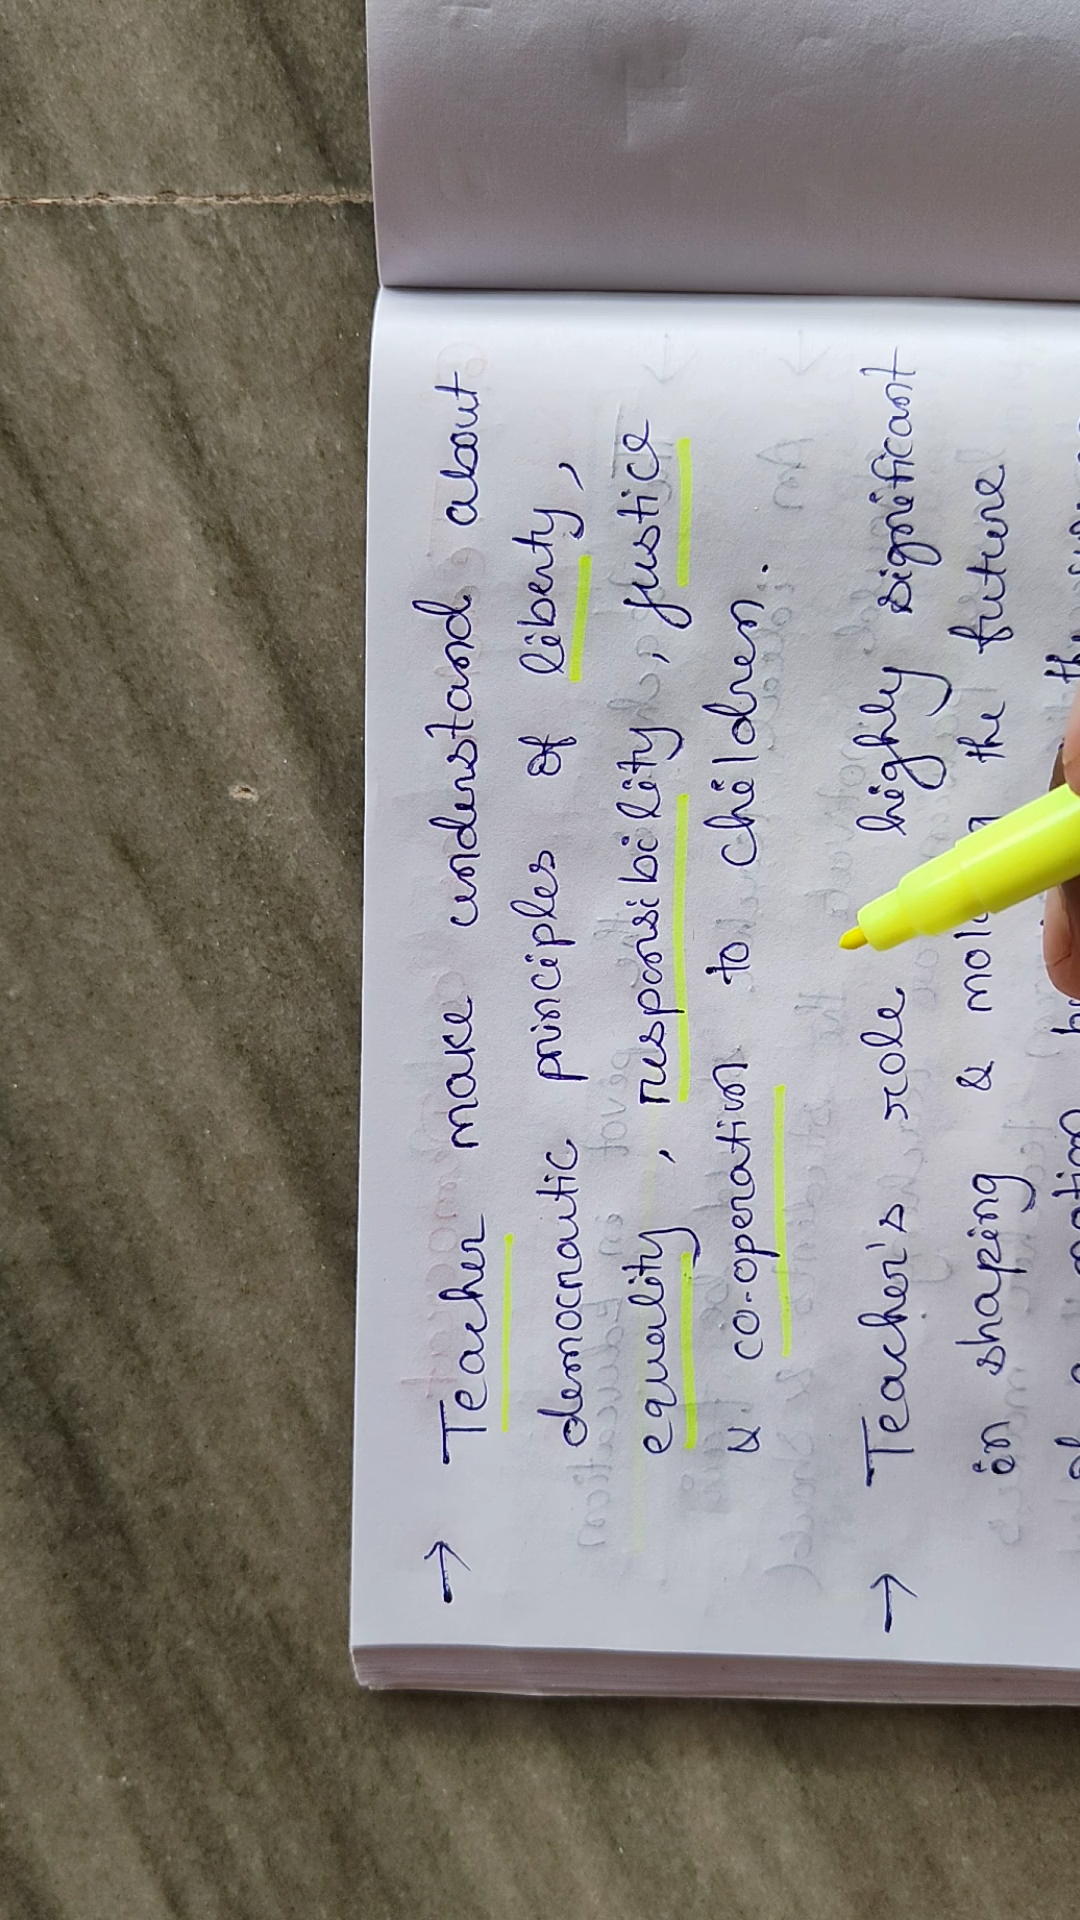 → Teacher make understand about
democratic principles of liberty,
equality, responsibility, justice
& co-operation to children.
→ Teacher's role highly significant
in shaping & the future